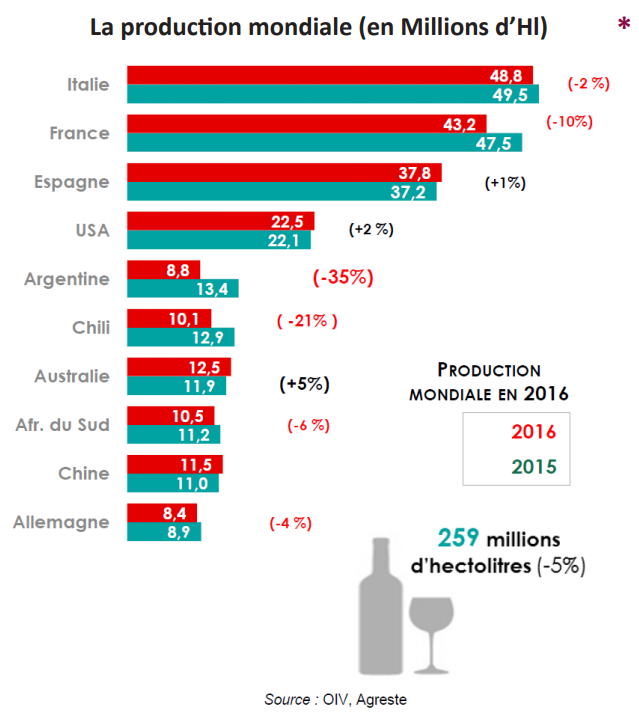 La production mondiale (en Millions d’Hl) *
Italie 48,8 (-2 %)
49,5
France 43,2 (-10%)
47,5
Espagne 37,8 (+1%)
37,2
USA 22,5 (+2 %)
22,1
Argentine 8,8 (-35%)
13,4
Chili 10,1 ( -21% )
12,9
Australie 12,5 (+5%)
11,9
Afr. du Sud 10,5 (-6 %)
11,2
Chine 11,5
11,0
Allemagne 8,4 (-4 %)
8,9
PRODUCTION
MONDIALE EN 2016
2016
2015
259 millions
d’hectolitres (-5%)
Source : OIV, Agreste